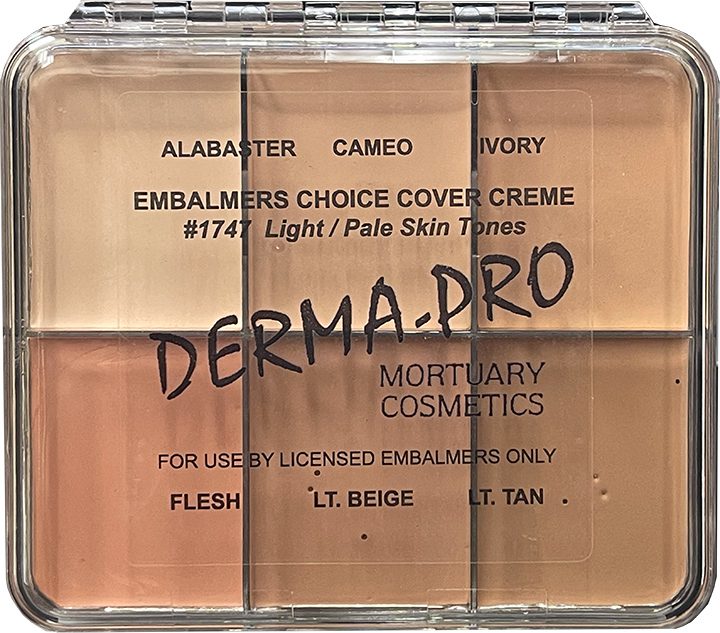 ALABASTER CAMEO IVORY
EMBALMERS CHOICE COVER CREME
#1747 Light / Pale Skin Tones
DERMA-PRO
MORTUARY
COSMETICS
FOR USE BY LICENSED EMBALMERS ONLY
FLESH LT. BEIGE LT. TAN